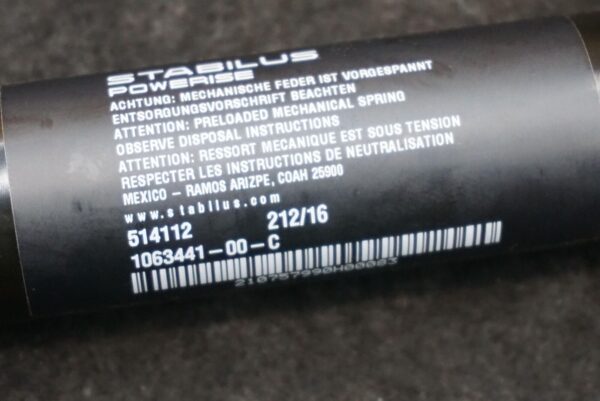 STABILUS
POWERISE
ACHTUNG: MECHANISCHE FEDER IST VORGESPANNT
ENTSORGUNGSVORSCHRIFT BEACHTEN
ATTENTION: PRELOADED MECHANICAL SPRING
OBSERVE DISPOSAL INSTRUCTIONS
ATTENTION: RESSORT MECANIQUE EST SOUS TENSION
RESPECTER LES INSTRUCTIONS DE NEUTRALISATION
MEXICO – RAMOS ARIZPE, COAH 25900
www.stabilus.com
514112 212/16
1063441-00-C